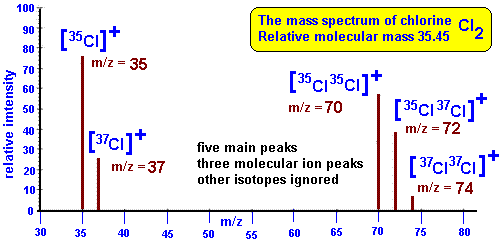 The mass spectrum of chlorine Cl₂
Relative molecular mass 35.45
relative imtensity
100
90
80
70
60
50
40
30
20
10
0
[³⁵Cl]⁺
m/z = 35
[³⁷Cl]⁺
m/z = 37
five main peaks
three molecular ion peaks
other isotopes ignored
[³⁵Cl³⁵Cl]⁺
m/z = 70
[³⁵Cl³⁷Cl]⁺
m/z = 72
[³⁷Cl³⁷Cl]⁺
m/z = 74
30 35 40 45 50 55 60 65 70 75 80
m/z